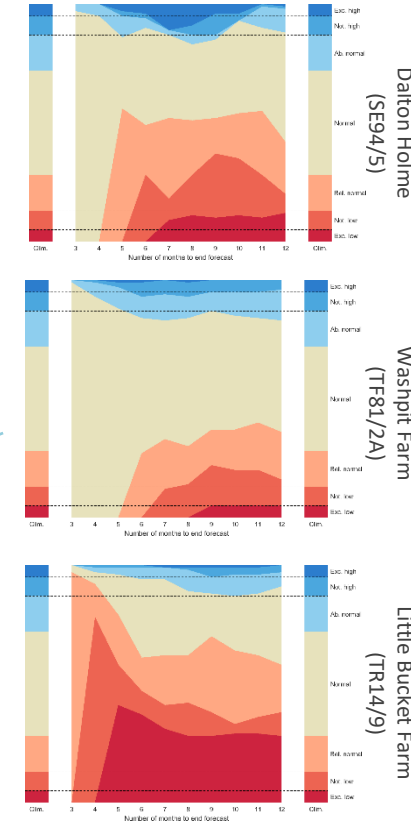 Exc. high
Not. high
Ab. normal
Normal
Bel. normal
Not. low
Exc. low
Clim. 3 4 5 6 7 8 9 10 11 12 Clim.
Number of months to end forecast
Dalton Holme
(SE94/5)
Exc. high
Not. high
Ab. normal
Normal
Bel. normal
Not. low
Exc. low
Clim. 3 4 5 6 7 8 9 10 11 12 Clim.
Number of months to end forecast
Washpit Farm
(TF81/2A)
Exc. high
Not. high
Ab. normal
Normal
Bel. normal
Not. low
Exc. low
Clim. 3 4 5 6 7 8 9 10 11 12 Clim.
Number of months to end forecast
Little Bucket Farm
(TR14/9)